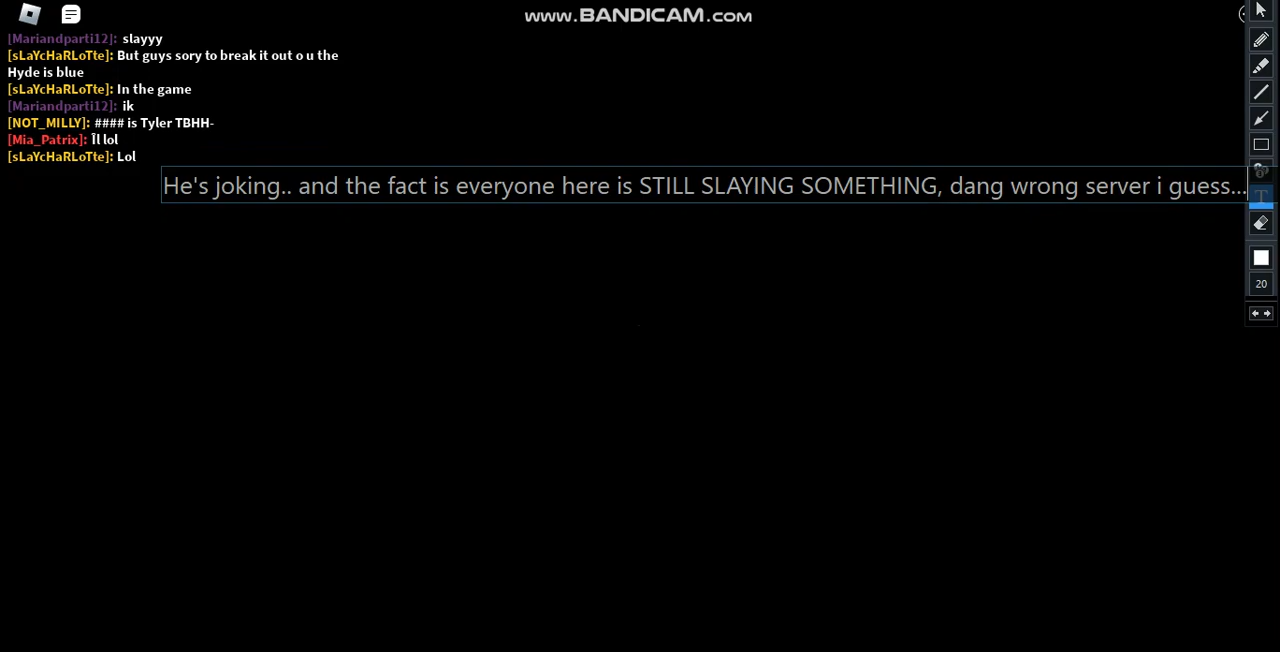 www.BANDICAM.com
[Mariandparti12]: slayyy
[sLaYcHaRLoTte]: But guys sory to break it out o u the
Hyde is blue
[sLaYcHaRLoTte]: In the game
[Mariandparti12]: ik
[NOT_MILLY]: #### is Tyler TBHH-
[Mia_Patrix]: Îl lol
[sLaYcHaRLoTte]: Lol
He's joking.. and the fact is everyone here is STILL SLAYING SOMETHING, dang wrong server i guess...
T
20